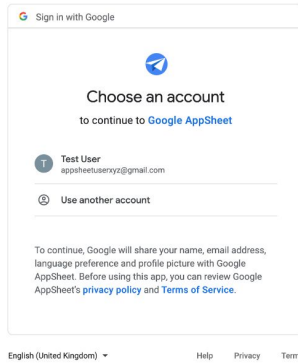 Sign in with Google
Choose an account
to continue to Google AppSheet
T
Test User
appsheetuserxyz@gmail.com
Use another account
To continue, Google will share your name, email address,
language preference and profile picture with Google
AppSheet. Before using this app, you can review Google
AppSheet's privacy policy and Terms of Service.
English (United Kingdom)
Help
Privacy
Term